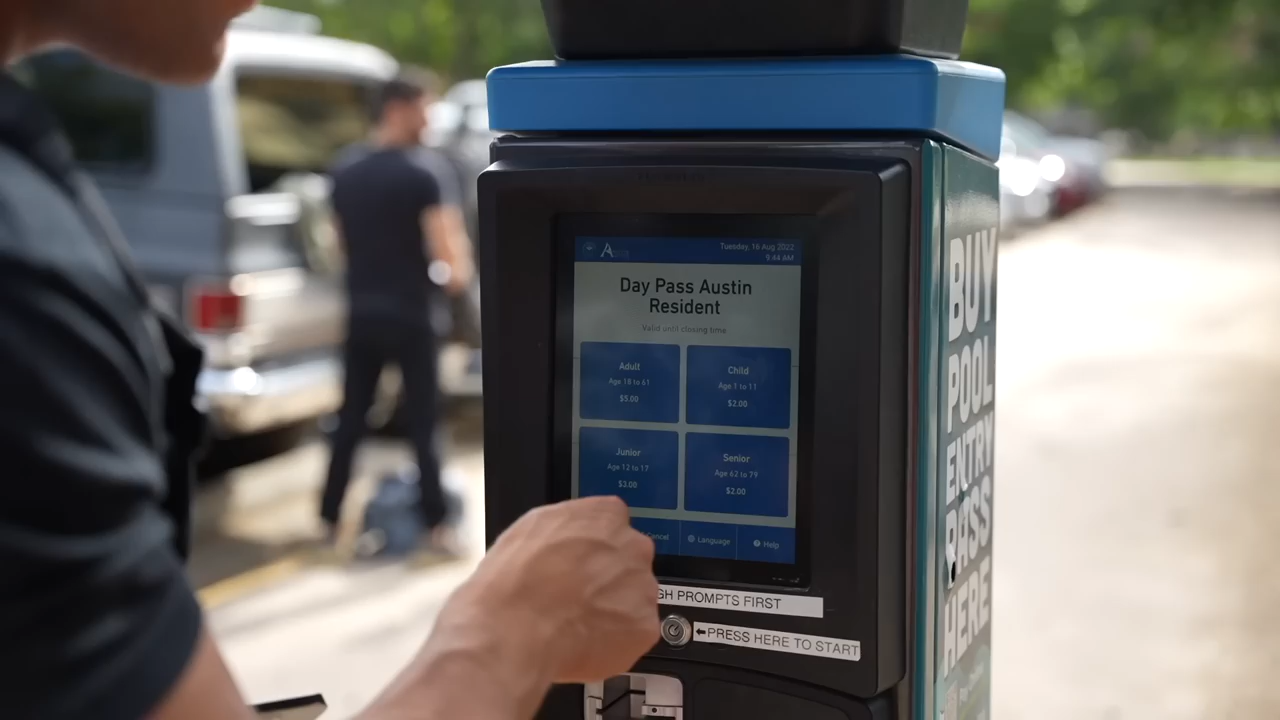 Tuesday, 16 Aug 2022
9:44 AM
Day Pass Austin
Resident
Valid until closing time
Adult
Age 18 to 61
$5.00
Child
Age 1 to 11
$2.00
Junior
Age 12 to 17
$3.00
Senior
Age 62 to 79
$2.00
Cancel
Language
? Help
GH PROMPTS FIRST
←PRESS HERE TO START
BUY
POOL
ENTRY
PASS
HERE